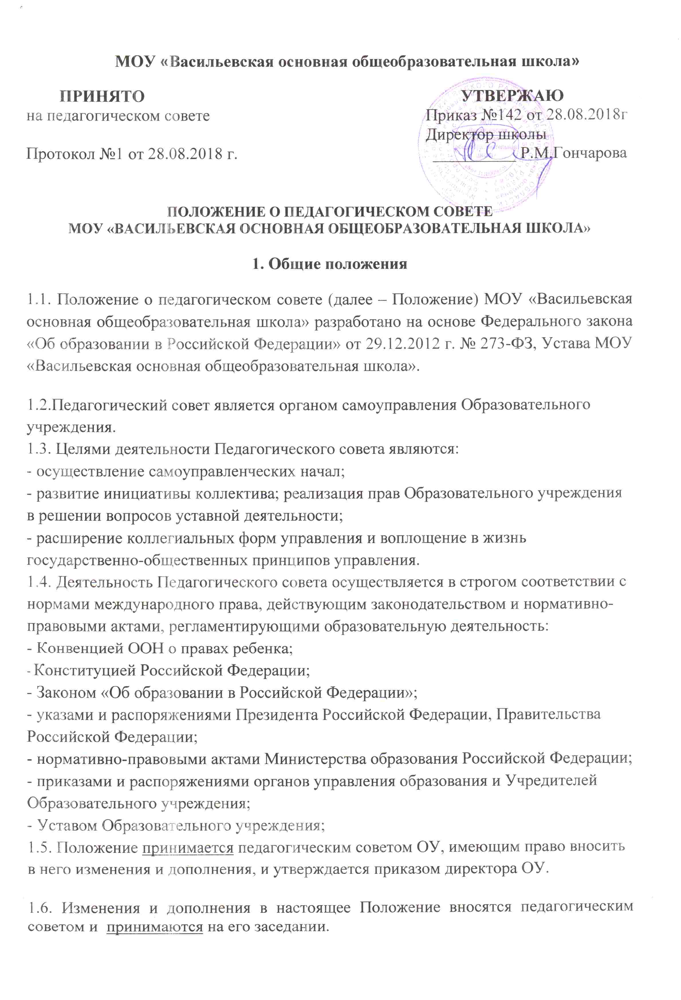 МОУ «Васильевская основная общеобразовательная школа»
ПРИНЯТО
на педагогическом совете
Протокол №1 от 28.08.2018 г.
УТВЕРЖАЮ
Приказ №142 от 28.08.2018г
Директор школы
Р.М.Гончарова
ПОЛОЖЕНИЕ О ПЕДАГОГИЧЕСКОМ СОВЕТЕ
МОУ «ВАСИЛЬЕВСКАЯ ОСНОВНАЯ ОБЩЕОБРАЗОВАТЕЛЬНАЯ ШКОЛА»
1. Общие положения
1.1. Положение о педагогическом совете (далее – Положение) МОУ «Васильевская
основная общеобразовательная школа» разработано на основе Федерального закона
«Об образовании в Российской Федерации» от 29.12.2012 г. № 273-ФЗ, Устава МОУ
«Васильевская основная общеобразовательная школа».
1.2.Педагогический совет является органом самоуправления Образовательного
учреждения.
1.3. Целями деятельности Педагогического совета являются:
- осуществление самоуправленческих начал;
- развитие инициативы коллектива; реализация прав Образовательного учреждения
в решении вопросов уставной деятельности;
- расширение коллегиальных форм управления и воплощение в жизнь
государственно-общественных принципов управления.
1.4. Деятельность Педагогического совета осуществляется в строгом соответствии с
нормами международного права, действующим законодательством и нормативно-
правовыми актами, регламентирующими образовательную деятельность:
- Конвенцией ООН о правах ребенка;
- Конституцией Российской Федерации;
- Законом «Об образовании в Российской Федерации»;
- указами и распоряжениями Президента Российской Федерации, Правительства
Российской Федерации;
- нормативно-правовыми актами Министерства образования Российской Федерации;
- приказами и распоряжениями органов управления образования и Учредителей
Образовательного учреждения;
- Уставом Образовательного учреждения;
1.5. Положение принимается педагогическим советом ОУ, имеющим право вносить
в него изменения и дополнения, и утверждается приказом директора ОУ.
1.6. Изменения и дополнения в настоящее Положение вносятся педагогическим
советом и принимаются на его заседании.